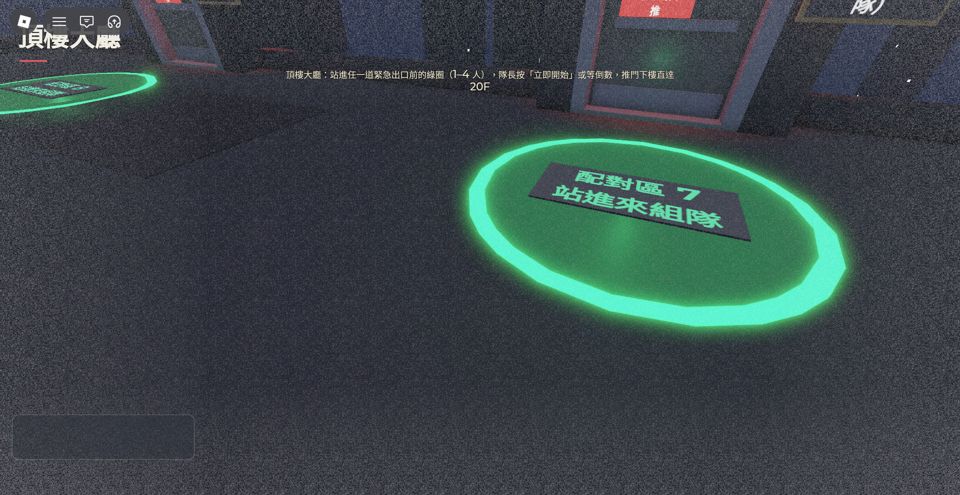 頂樓大廳
推
隊）
頂樓大廳：站進任一道緊急出口前的綠圈（1–4 人），隊長按「立即開始」或等倒數，推門下樓直達
20F
配對區 7
站進來組隊